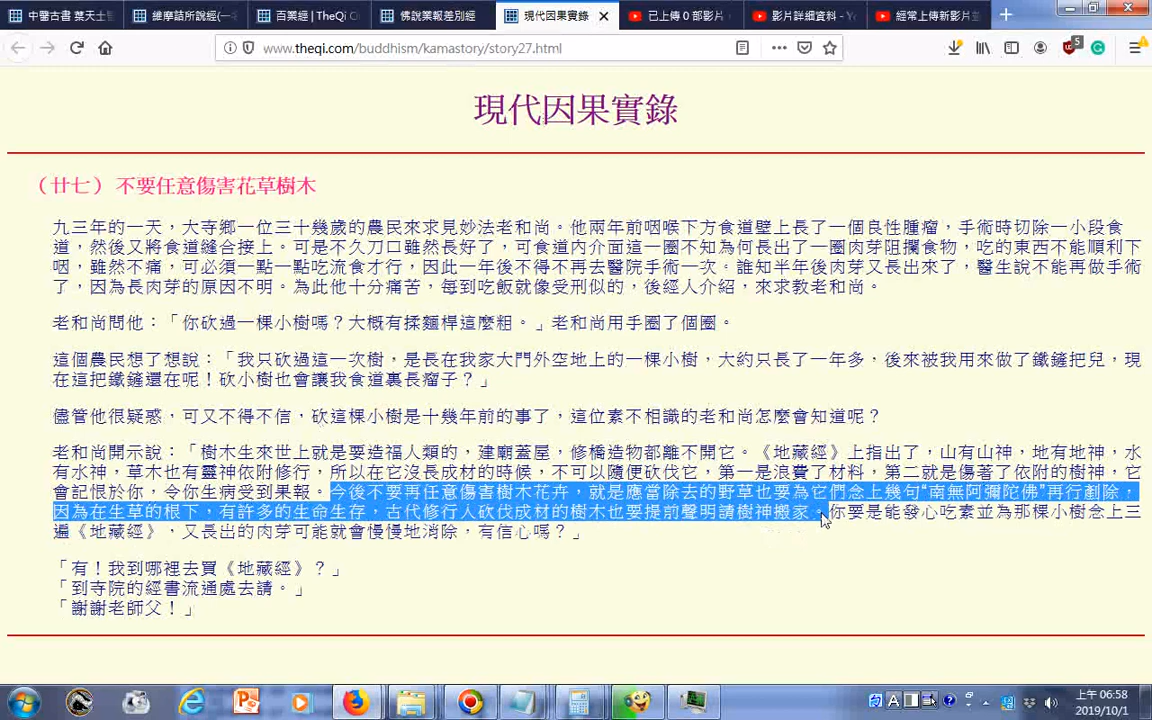 中醫古書 葉天士醫
維摩詰所說經(一名
百業經 | TheQi Cu
佛說業報差別經
現代因果實錄
已上傳 0 部影片
影片詳細資料 - Yo
經常上傳新影片
www.theqi.com/buddhism/kamastory/story27.html
5
現代因果實錄
（廿七） 不要任意傷害花草樹木
九三年的一天，大寺鄉一位三十幾歲的農民來求見妙法老和尚。他兩年前咽喉下方食道壁上長了一個良性腫瘤，手術時切除一小段食
道，然後又將食道縫合接上。可是不久刀口雖然長好了，可食道內介面這一圈不知為何長出了一圈肉芽阻攔食物，吃的東西不能順利下
咽，雖然不痛，可必須一點一點吃流食才行，因此一年後不得不再去醫院手術一次。誰知半年後肉芽又長出來了，醫生說不能再做手術
了，因為長肉芽的原因不明。為此他十分痛苦，每到吃飯就像受刑似的，後經人介紹，來求教老和尚。
老和尚問他：「你砍過一棵小樹嗎？大概有揉麵桿這麼粗。」老和尚用手圈了個圈。
這個農民想了想說：「我只砍過這一次樹，是長在我家大門外空地上的一棵小樹，大約只長了一年多，後來被我用來做了鐵鏟把兒，現
在這把鐵鏟還在呢！砍小樹也會讓我食道裏長瘤子？」
儘管他很疑惑，可又不得不信，砍這棵小樹是十幾年前的事了，這位素不相識的老和尚怎麼會知道呢？
老和尚開示說：「樹木生來世上就是要造福人類的，建廟蓋屋，修橋造物都離不開它。《地藏經》上指出了，山有山神，地有地神，水
有水神，草木也有靈神依附修行，所以在它沒長成材的時候，不可以隨便砍伐它，第一是浪費了材料，第二就是傷著了依附的樹神，它
會記恨於你，令你生病受到果報。今後不要再任意傷害樹木花卉，就是應當除去的野草也要為它們念上幾句“南無阿彌陀佛”再行剷除，
因為在生草的根下，有許多的生命生存，古代修行人砍伐成材的樹木也要提前聲明請樹神搬家。你要是能發心吃素並為那棵小樹念上三
遍《地藏經》，又長出的肉芽可能就會慢慢地消除，有信心嗎？」
「有！我到哪裡去買《地藏經》？」
「到寺院的經書流通處去請。」
「謝謝老師父！」
上午 06:58
2019/10/1